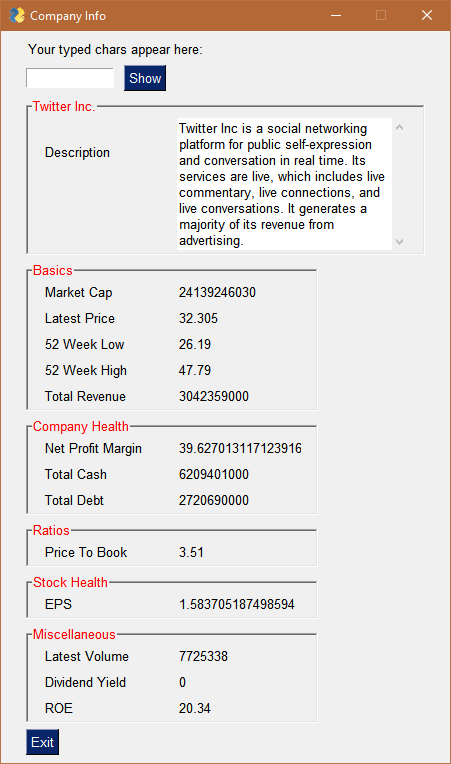 Company Info
Your typed chars appear here:
Show
Twitter Inc.
Description
Twitter Inc is a social networking
platform for public self-expression
and conversation in real time. Its
services are live, which includes live
commentary, live connections, and
live conversations. It generates a
majority of its revenue from
advertising.
Basics
Market Cap 24139246030
Latest Price 32.305
52 Week Low 26.19
52 Week High 47.79
Total Revenue 3042359000
Company Health
Net Profit Margin 39.627013117123916
Total Cash 6209401000
Total Debt 2720690000
Ratios
Price To Book 3.51
Stock Health
EPS 1.583705187498594
Miscellaneous
Latest Volume 7725338
Dividend Yield 0
ROE 20.34
Exit